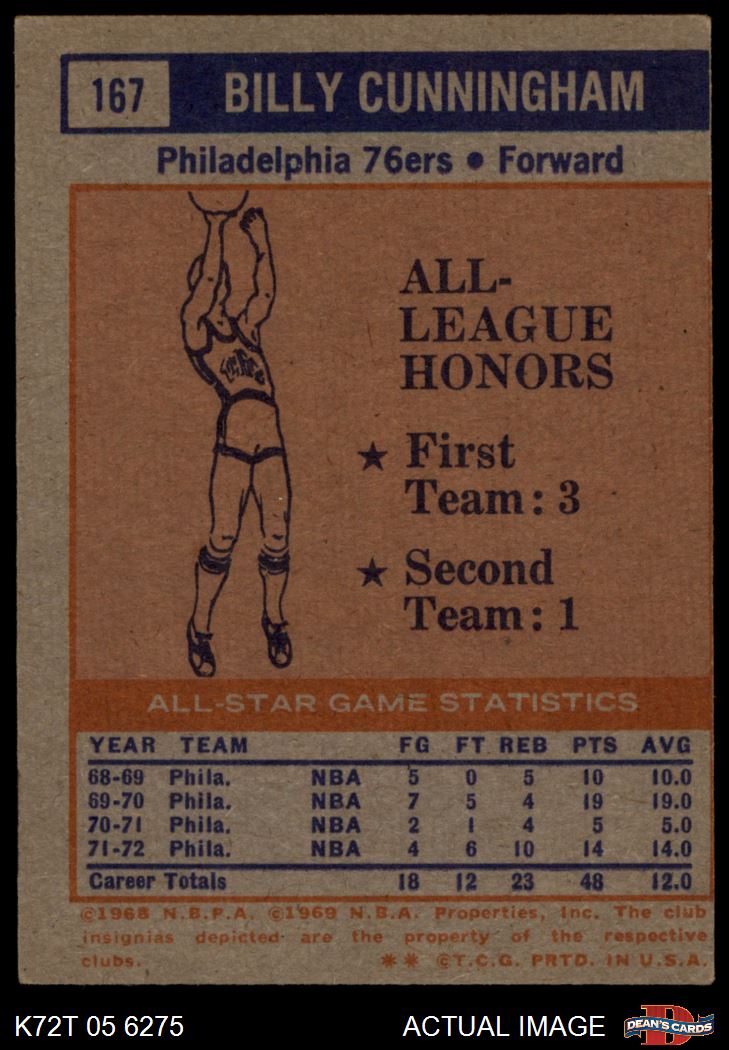 167 BILLY CUNNINGHAM
Philadelphia 76ers • Forward
ALL-
LEAGUE
HONORS
★ First
Team: 3
★ Second
Team: 1
ALL-STAR GAME STATISTICS
YEAR TEAM FG FT REB PTS AVG
68-69 Phila. NBA 5 0 5 10 10.0
69-70 Phila. NBA 7 5 4 19 19.0
70-71 Phila. NBA 2 1 4 5 5.0
71-72 Phila. NBA 4 6 10 14 14.0
Career Totals 18 12 23 48 12.0
©1968 N.B.P.A. ©1969 N.B.A. Properties, Inc. The club
insignias depicted are the property of the respective
clubs. ** ©T.C.G. PRTD. IN U.S.A.
K72T 05 6275 ACTUAL IMAGE DEAN'S CARDS